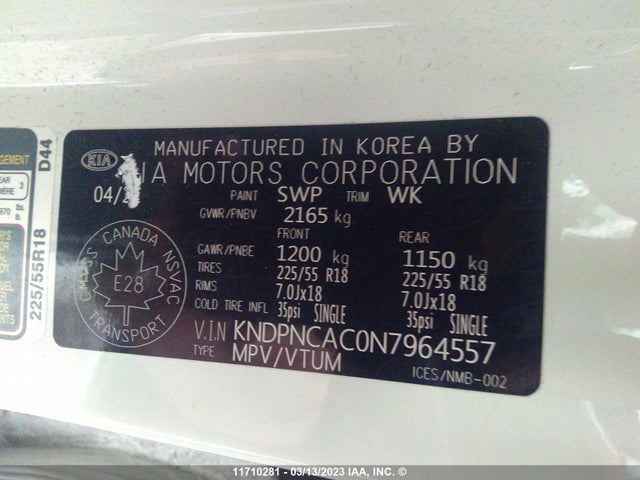 MANUFACTURED IN KOREA BY
KIA
IA MOTORS CORPORATION
04/2
PAINT SWP TRIM WK
GVWR/PNBV 2165 kg
FRONT REAR
GAWR/PNBE 1200 kg 1150 kg
TIRES 225/55 R18 225/55 R18
RIMS 7.0Jx18 7.0Jx18
COLD TIRE INFL 35psi SINGLE 35psi SINGLE
V.I.N KNDPNCAC0N7964557
TYPE MPV/VTUM
ICES/NMB-002
CANADA
NSVAC
TRANSPORT
E28
D44
225/55R18
3
970
11710281 - 03/13/2023 IAA, INC. ©